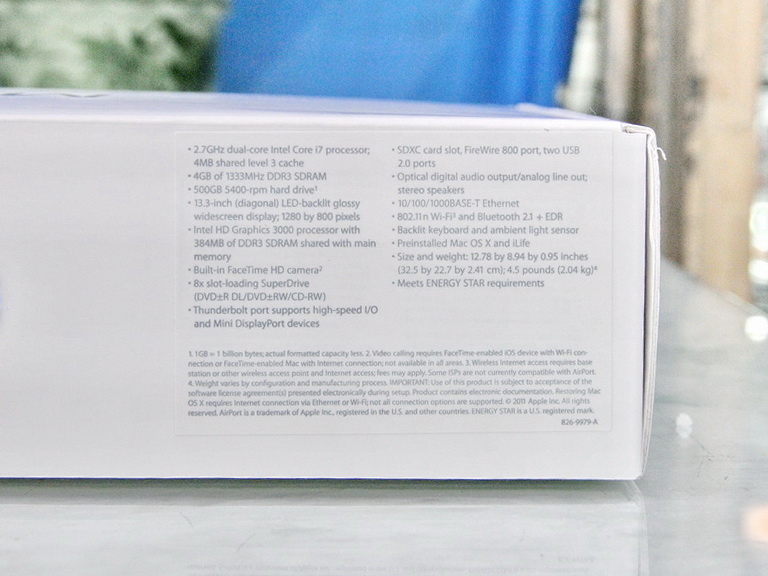 • 2.7GHz dual-core Intel Core i7 processor;
4MB shared level 3 cache
• 4GB of 1333MHz DDR3 SDRAM
• 500GB 5400-rpm hard drive¹
• 13.3-inch (diagonal) LED-backlit glossy
widescreen display; 1280 by 800 pixels
• Intel HD Graphics 3000 processor with
384MB of DDR3 SDRAM shared with main
memory
• Built-in FaceTime HD camera²
• 8x slot-loading SuperDrive
(DVD±R DL/DVD±RW/CD-RW)
• Thunderbolt port supports high-speed I/O
and Mini DisplayPort devices
• SDXC card slot, FireWire 800 port, two USB
2.0 ports
• Optical digital audio output/analog line out;
stereo speakers
• 10/100/1000BASE-T Ethernet
• 802.11n Wi-Fi³ and Bluetooth 2.1 + EDR
• Backlit keyboard and ambient light sensor
• Preinstalled Mac OS X and iLife
• Size and weight: 12.78 by 8.94 by 0.95 inches
(32.5 by 22.7 by 2.41 cm); 4.5 pounds (2.04 kg)⁴
• Meets ENERGY STAR requirements
1. 1GB = 1 billion bytes; actual formatted capacity less. 2. Video calling requires FaceTime-enabled iOS device with Wi-Fi con-
nection or FaceTime-enabled Mac with Internet connection; not available in all areas. 3. Wireless Internet access requires base
station or other wireless access point and Internet access; fees may apply. Some ISPs are not currently compatible with AirPort.
4. Weight varies by configuration and manufacturing process. IMPORTANT: Use of this product is subject to acceptance of the
software license agreement(s) presented electronically during setup. Product contains electronic documentation. Restoring Mac
OS X requires Internet connection via Ethernet or Wi-Fi; not all connection options are supported. © 2011 Apple Inc. All rights
reserved. AirPort is a trademark of Apple Inc., registered in the U.S. and other countries. ENERGY STAR is a U.S. registered mark.
826-9979-A